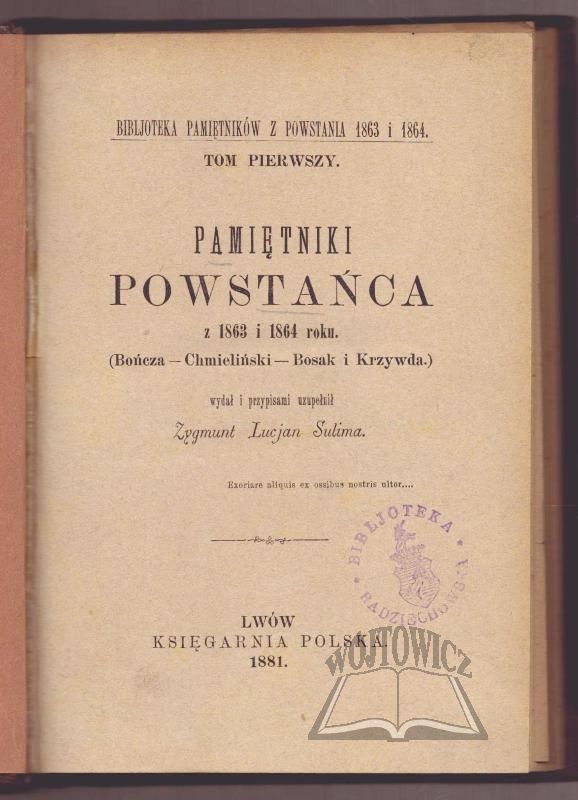 BIBLJOTEKA PAMIĘTNIKÓW Z POWSTANIA 1863 i 1864.
TOM PIERWSZY.
PAMIĘTNIKI
POWSTAŃCA
z 1863 i 1864 roku.
(Bończa — Chmieliński — Bosak i Krzywda.)
wydał i przypisami uzupełnił
Zygmunt Lucjan Sulima.
Exoriare aliquis ex ossibus nostris ultor....
BIBLJOTEKA
RADZIECHOWSKA
LWÓW
KSIĘGARNIA POLSKA.
1881.
WÓJTOWICZ